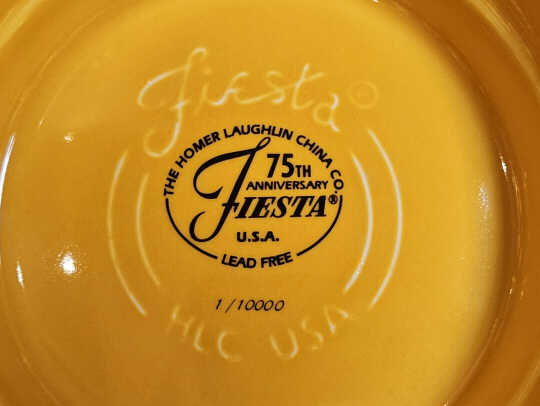 Fiesta©
THE HOMER LAUGHLIN CHINA CO.
75TH
ANNIVERSARY
FIESTA®
U.S.A.
LEAD FREE
1/10000
HLC USA